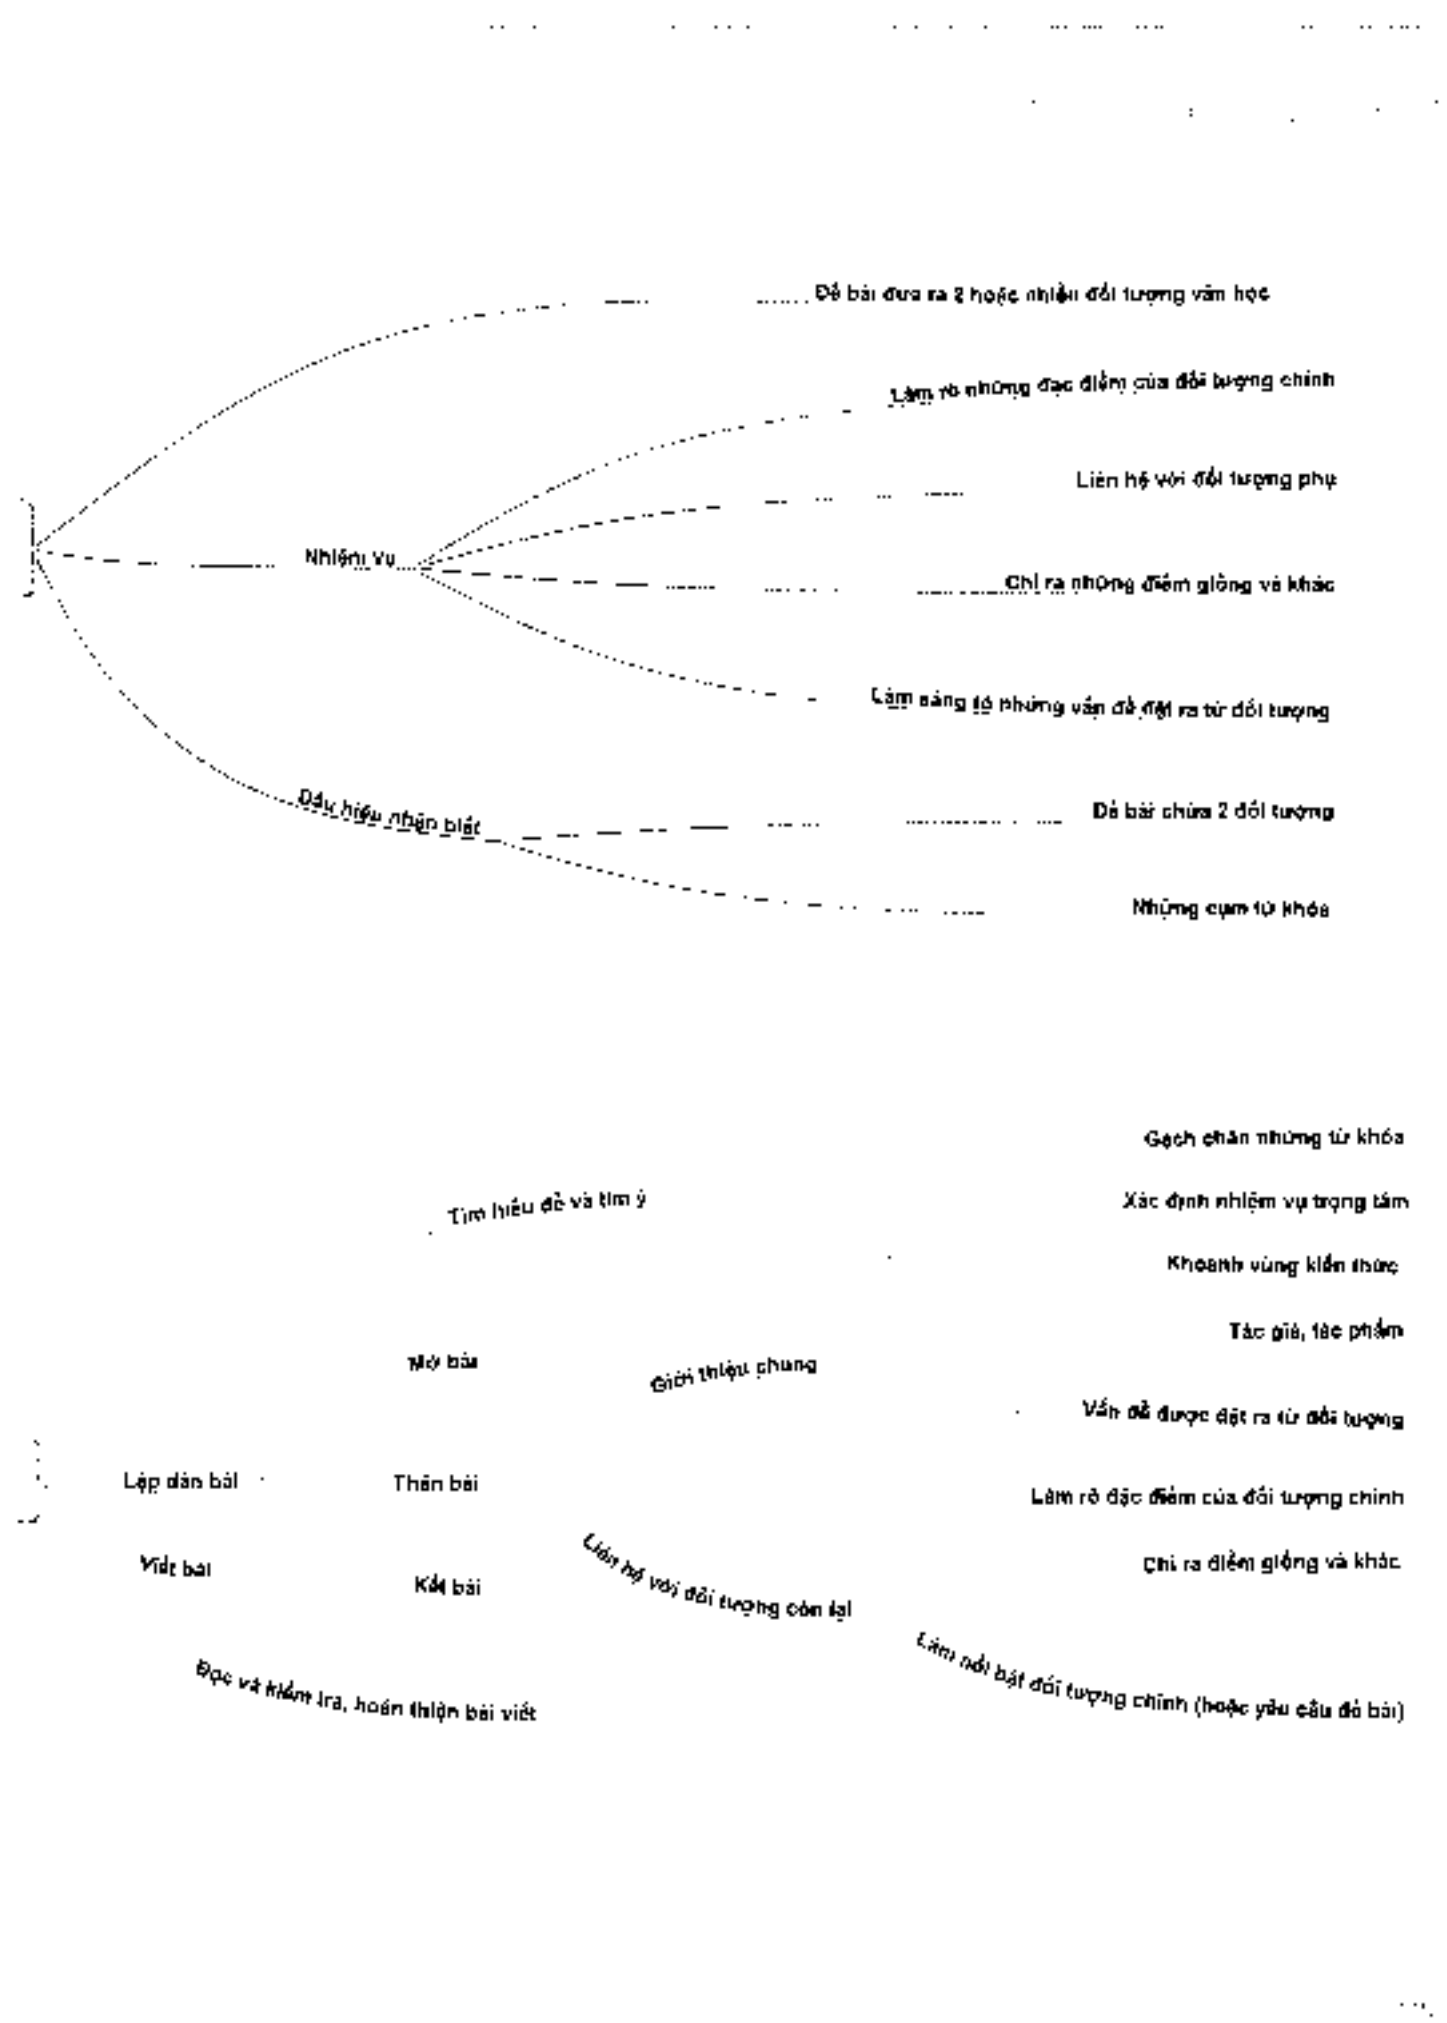 Đề bài đưa ra 2 hoặc nhiều đối tượng văn học
Làm rõ những đặc điểm của đối tượng chính
Liên hệ với đối tượng phụ
Nhiệm Vụ
Chỉ ra những điểm giống và khác
Làm sáng tỏ những vấn đề đặt ra từ đối tượng
Dấu hiệu nhận biết
Đề bài chứa 2 đối tượng
Những cụm từ khóa
Gạch chân những từ khóa
Tìm hiểu đề và tìm ý
Xác định nhiệm vụ trọng tâm
Khoanh vùng kiến thức
Tác giả, tác phẩm
Mở bài
Giới thiệu chung
Vấn đề được đặt ra từ đối tượng
Lập dàn bài
Thân bài
Làm rõ đặc điểm của đối tượng chính
Liên hệ với đối tượng còn lại
Chỉ ra điểm giống và khác
Viết bài
Kết bài
Làm nổi bật đối tượng chính (hoặc yêu cầu đề bài)
Đọc và kiểm tra, hoàn thiện bài viết